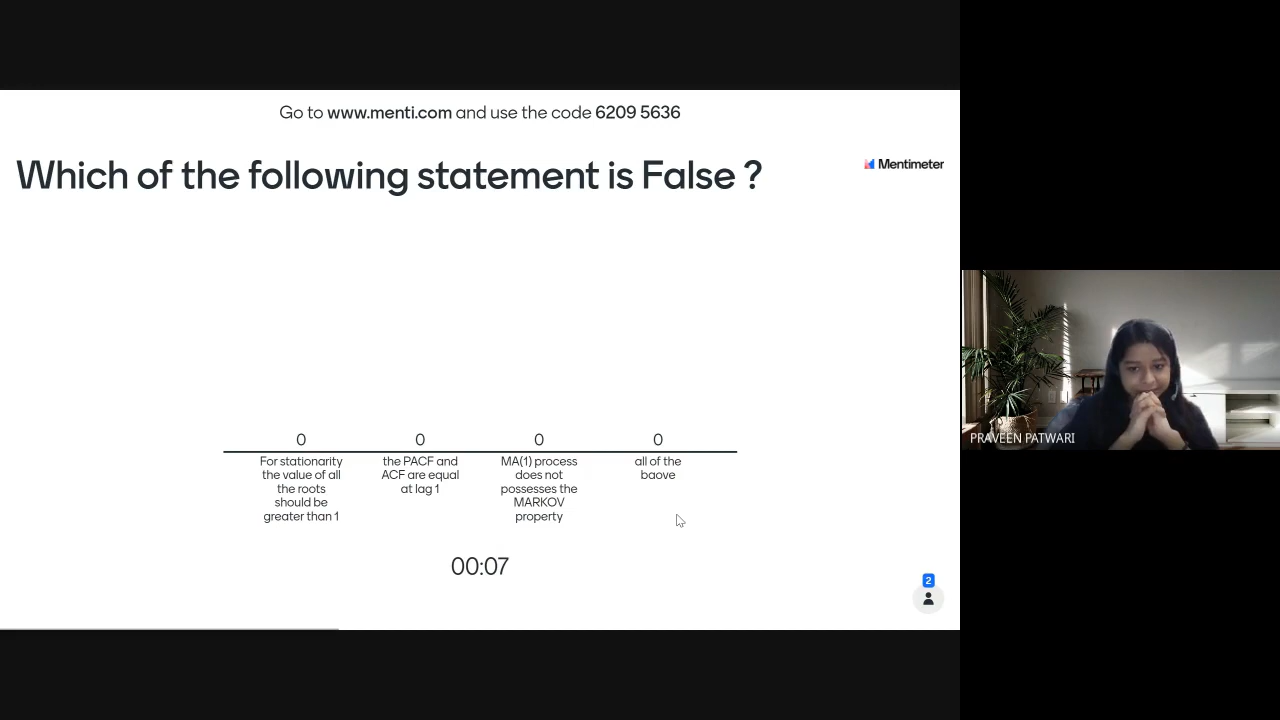 Go to www.menti.com and use the code 6209 5636
Which of the following statement is False ?
Mentimeter
0
0
0
0
For stationarity
the value of all
the roots
should be
greater than 1
the PACF and
ACF are equal
at lag 1
MA(1) process
does not
possesses the
MARKOV
property
all of the
baove
00:07
2
PRAVEEN PATWARI